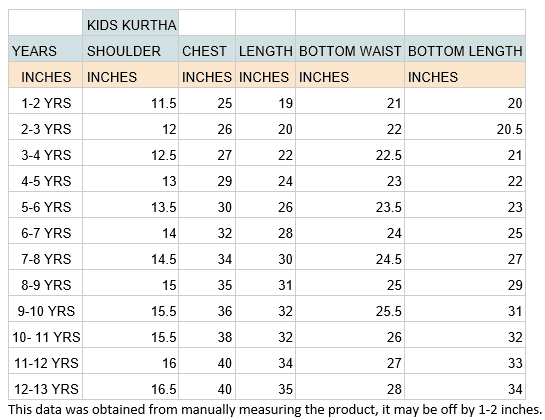 KIDS KURTHA
YEARS SHOULDER CHEST LENGTH BOTTOM WAIST BOTTOM LENGTH
INCHES INCHES INCHES INCHES INCHES INCHES
1-2 YRS 11.5 25 19 21 20
2-3 YRS 12 26 20 22 20.5
3-4 YRS 12.5 27 22 22.5 21
4-5 YRS 13 29 24 23 22
5-6 YRS 13.5 30 26 23.5 23
6-7 YRS 14 32 28 24 25
7-8 YRS 14.5 34 30 24.5 27
8-9 YRS 15 35 31 25 29
9-10 YRS 15.5 36 32 25.5 31
10- 11 YRS 15.5 38 32 26 32
11-12 YRS 16 40 34 27 33
12-13 YRS 16.5 40 35 28 34
This data was obtained from manually measuring the product, it may be off by 1-2 inches.